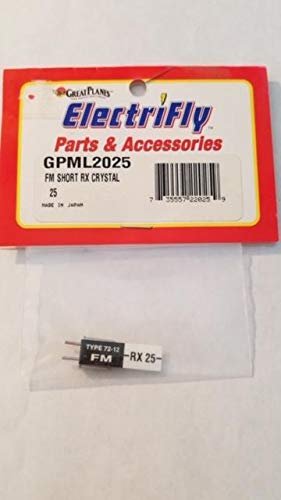 GREAT PLANES
ElectriFly™
Parts & Accessories
GPML2025
FM SHORT RX CRYSTAL
25
MADE IN JAPAN
7 35557 22025 9
TYPE 72-12
FM
RX 25